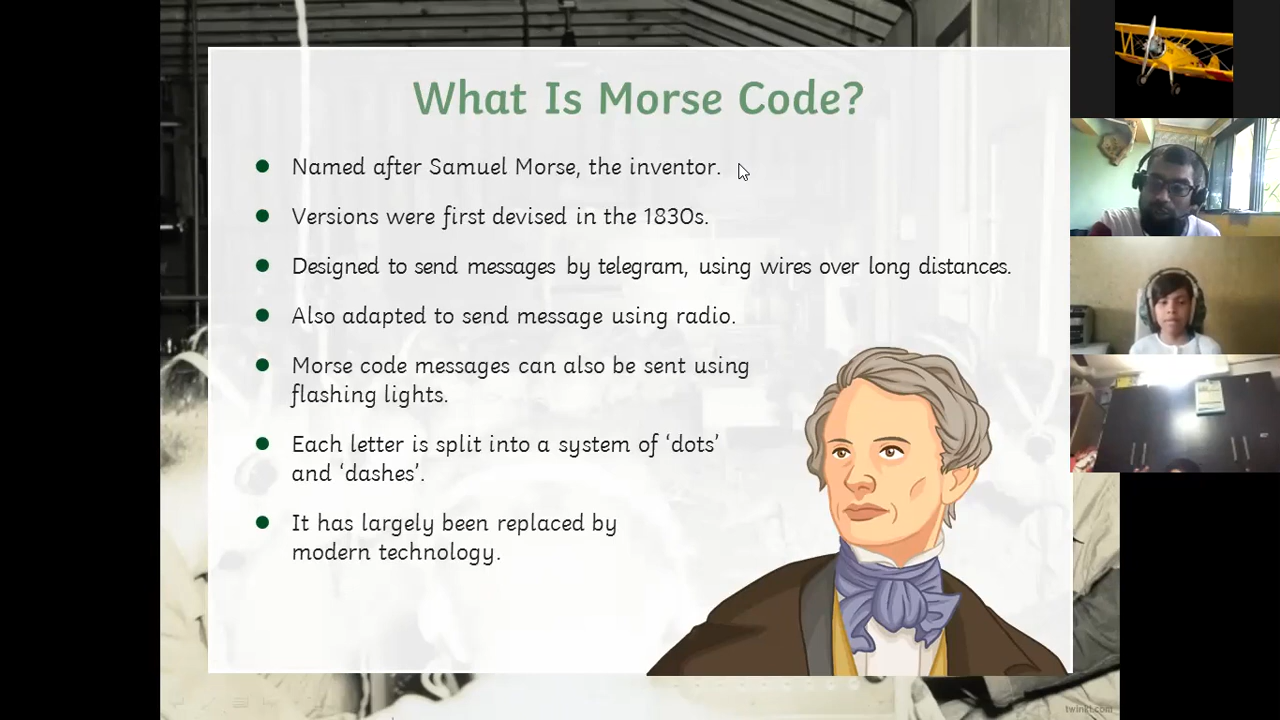 What Is Morse Code?
Named after Samuel Morse, the inventor.
Versions were first devised in the 1830s.
Designed to send messages by telegram, using wires over long distances.
Also adapted to send message using radio.
Morse code messages can also be sent using
flashing lights.
Each letter is split into a system of ‘dots’
and ‘dashes’.
It has largely been replaced by
modern technology.
twinkl.com